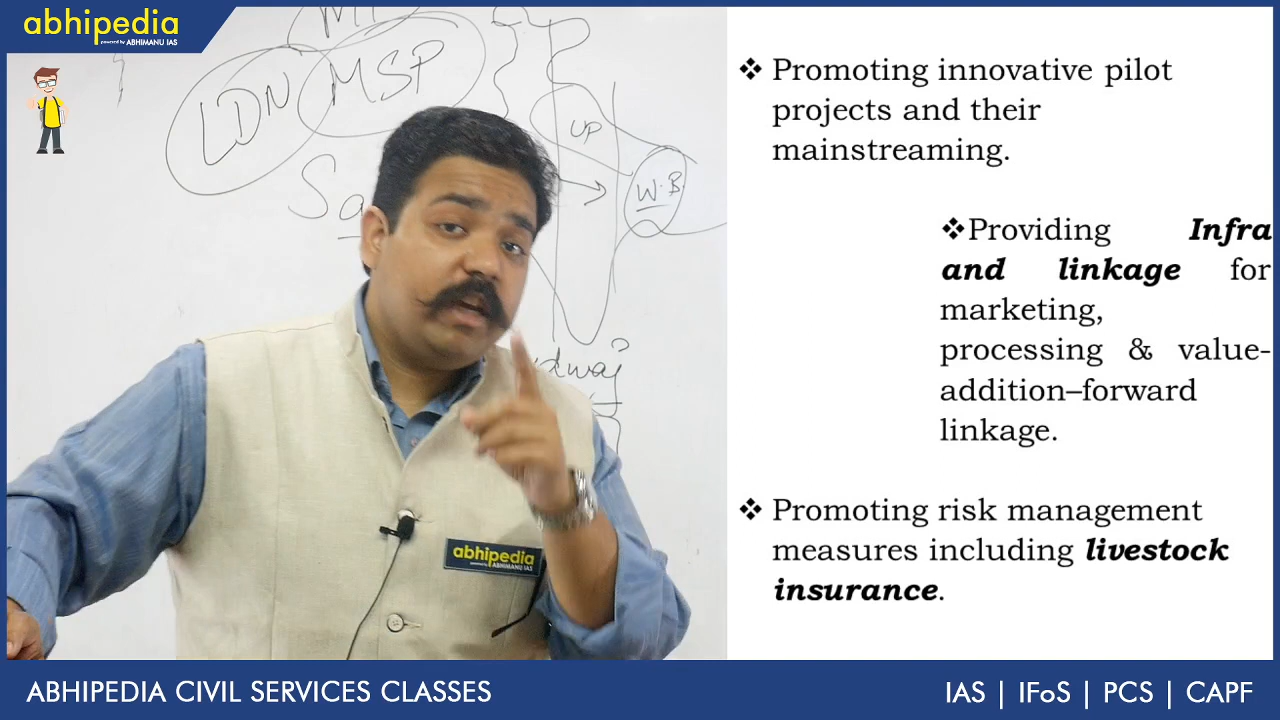 abhipedia
powered by ABHIMANU IAS
LDN
MSP
UP
W.B
❖ Promoting innovative pilot
projects and their
mainstreaming.
❖Providing Infra
and linkage for
marketing,
processing & value-
addition–forward
linkage.
❖ Promoting risk management
measures including livestock
insurance.
abhipedia
powered by ABHIMANU IAS
ABHIPEDIA CIVIL SERVICES CLASSES
IAS | IFoS | PCS | CAPF